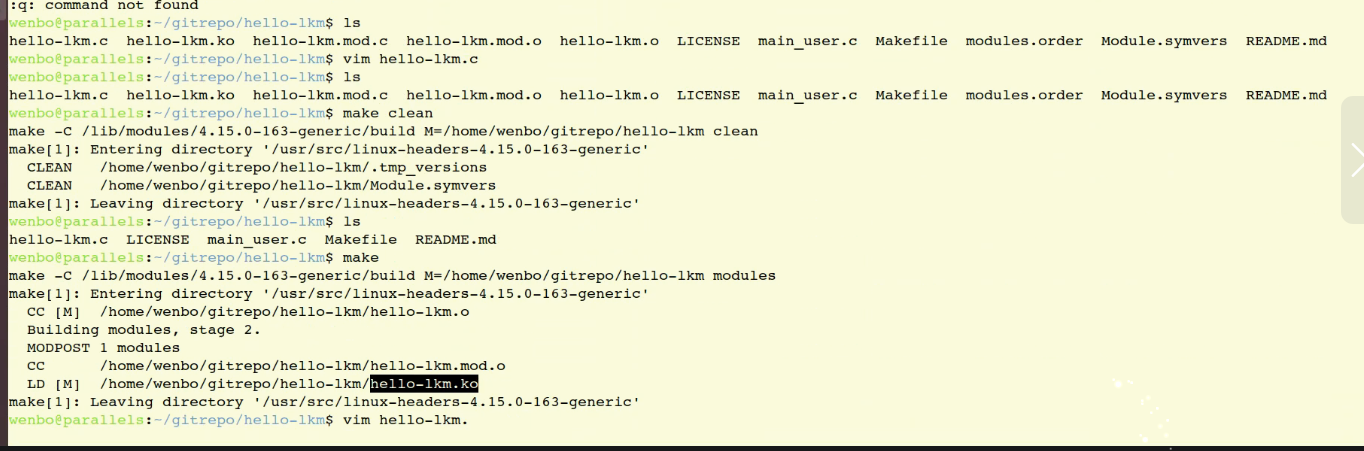 :q: command not found
wenbo@parallels:~/gitrepo/hello-lkm$ ls
hello-lkm.c  hello-lkm.ko  hello-lkm.mod.c  hello-lkm.mod.o  hello-lkm.o  LICENSE  main_user.c  Makefile  modules.order  Module.symvers  README.md
wenbo@parallels:~/gitrepo/hello-lkm$ vim hello-lkm.c
wenbo@parallels:~/gitrepo/hello-lkm$ ls
hello-lkm.c  hello-lkm.ko  hello-lkm.mod.c  hello-lkm.mod.o  hello-lkm.o  LICENSE  main_user.c  Makefile  modules.order  Module.symvers  README.md
wenbo@parallels:~/gitrepo/hello-lkm$ make clean
make -C /lib/modules/4.15.0-163-generic/build M=/home/wenbo/gitrepo/hello-lkm clean
make[1]: Entering directory '/usr/src/linux-headers-4.15.0-163-generic'
  CLEAN   /home/wenbo/gitrepo/hello-lkm/.tmp_versions
  CLEAN   /home/wenbo/gitrepo/hello-lkm/Module.symvers
make[1]: Leaving directory '/usr/src/linux-headers-4.15.0-163-generic'
wenbo@parallels:~/gitrepo/hello-lkm$ ls
hello-lkm.c  LICENSE  main_user.c  Makefile  README.md
wenbo@parallels:~/gitrepo/hello-lkm$ make
make -C /lib/modules/4.15.0-163-generic/build M=/home/wenbo/gitrepo/hello-lkm modules
make[1]: Entering directory '/usr/src/linux-headers-4.15.0-163-generic'
  CC [M]  /home/wenbo/gitrepo/hello-lkm/hello-lkm.o
  Building modules, stage 2.
  MODPOST 1 modules
  CC      /home/wenbo/gitrepo/hello-lkm/hello-lkm.mod.o
  LD [M]  /home/wenbo/gitrepo/hello-lkm/hello-lkm.ko
make[1]: Leaving directory '/usr/src/linux-headers-4.15.0-163-generic'
wenbo@parallels:~/gitrepo/hello-lkm$ vim hello-lkm.